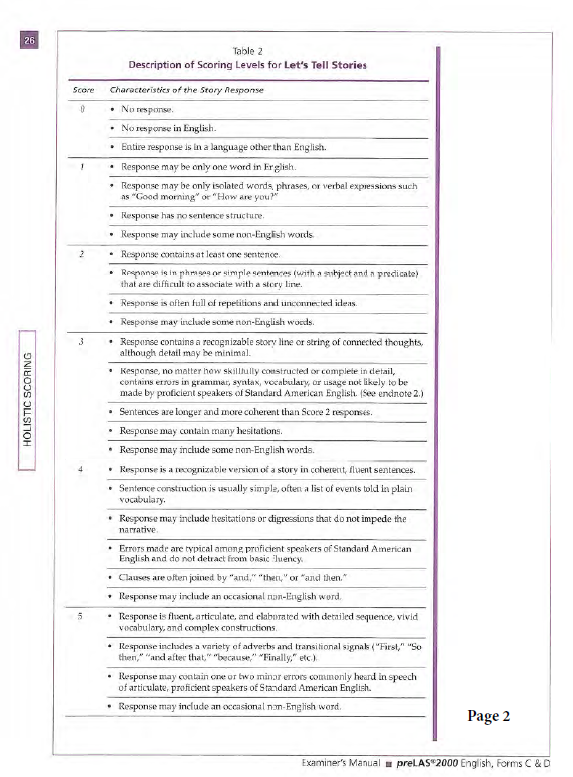 26
Table 2
Description of Scoring Levels for Let's Tell Stories
Score Characteristics of the Story Response
0 • No response.
• No response in English.
• Entire response is in a language other than English.
1 • Response may be only one word in English.
• Response may be only isolated words, phrases, or verbal expressions such
as "Good morning" or "How are you?"
• Response has no sentence structure.
• Response may include some non-English words.
2 • Response contains at least one sentence.
• Response is in phrases or simple sentences (with a subject and a predicate)
that are difficult to associate with a story line.
• Response is often full of repetitions and unconnected ideas.
• Response may include some non-English words.
3 • Response contains a recognizable story line or string of connected thoughts,
although detail may be minimal.
• Response, no matter how skillfully constructed or complete in detail,
contains errors in grammar, syntax, vocabulary, or usage not likely to be
made by proficient speakers of Standard American English. (See endnote 2.)
• Sentences are longer and more coherent than Score 2 responses.
• Response may contain many hesitations.
• Response may include some non-English words.
4 • Response is a recognizable version of a story in coherent, fluent sentences.
• Sentence construction is usually simple, often a list of events told in plain
vocabulary.
• Response may include hesitations or digressions that do not impede the
narrative.
• Errors made are typical among proficient speakers of Standard American
English and do not detract from basic fluency.
• Clauses are often joined by "and," "then," or "and then."
• Response may include an occasional non-English word.
5 • Response is fluent, articulate, and elaborated with detailed sequence, vivid
vocabulary, and complex constructions.
• Response includes a variety of adverbs and transitional signals ("First," "So
then," "and after that," "because," "Finally," etc.).
• Response may contain one or two minor errors commonly heard in speech
of articulate, proficient speakers of Standard American English.
• Response may include an occasional non-English word.
HOLISTIC SCORING
Page 2
Examiner's Manual ■ preLAS®2000 English, Forms C & D